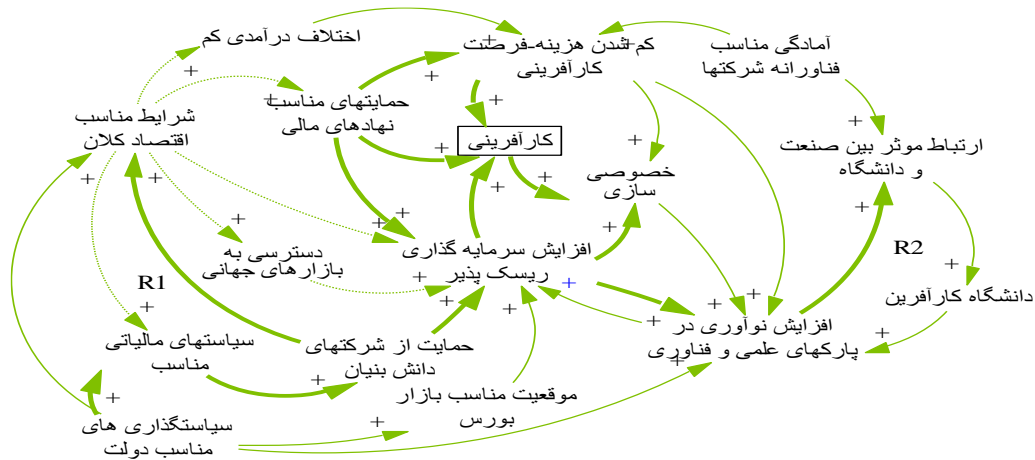 اختلاف درآمدی کم
کم شدن هزینه-فرصت
کارآفرینی
آمادگی مناسب
فناورانه شرکتها
شرایط مناسب
اقتصاد کلان
حمایتهای مناسب
نهادهای مالی
کارآفرینی
ارتباط موثر بین صنعت
و دانشگاه
خصوصی
سازی
افزایش سرمایه گذاری
ریسک پذیر
دسترسی به
بازارهای جهانی
R1
R2
دانشگاه کارآفرین
سیاستهای مالیاتی
مناسب
حمایت از شرکتهای
دانش بنیان
افزایش نوآوری در
پارکهای علمی و فناوری
موقعیت مناسب بازار
بورس
سیاستگذاری های
مناسب دولت